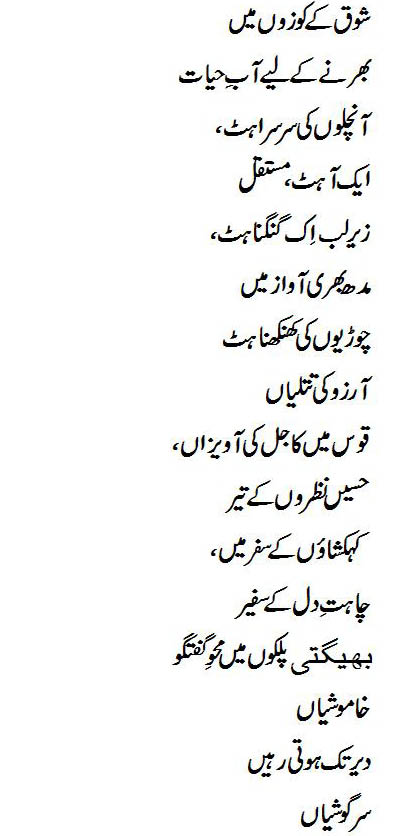 شوق کے کوزوں میں
بھرنے کے لیے آبِ حیات
آنچلوں کی سرسراہٹ،
ایک آہٹ، مستقل
زیرِ لب اِک گنگناہٹ،
مدھ بھری آواز میں
چوڑیوں کی کھنکھناہٹ
آرزو کی تتلیاں
قوس میں کاجل کی آویزاں،
حسیں نظروں کے تیر
کہکشاؤں کے سفر میں،
چاہتِ دل کے سفیر
بھیگتی پلکوں میں محوِ گفتگو
خاموشیاں
دیر تک ہوتی رہیں
سرگوشیاں